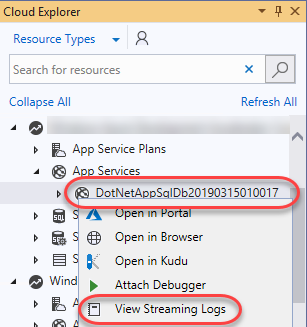 Cloud Explorer
Resource Types
Search for resources
Collapse All
Refresh All
App Service Plans
App Services
DotNetAppSqlDb20190315010017
Open in Portal
Open in Browser
Open in Kudu
Attach Debugger
View Streaming Logs
S
S
S
Wind
A
A